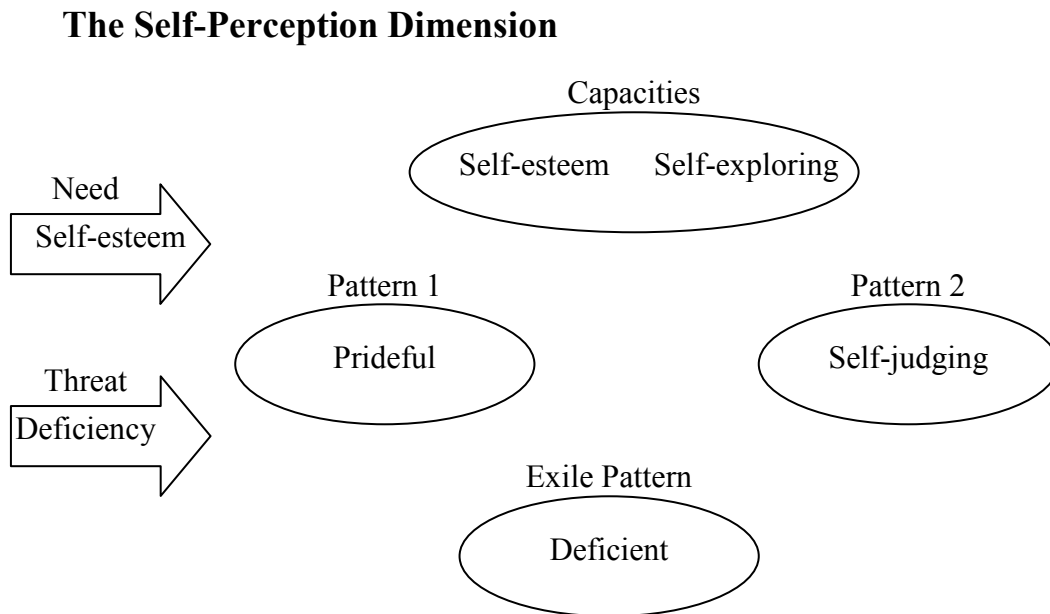 The Self-Perception Dimension
Capacities
Self-esteem Self-exploring
Need
Self-esteem
Pattern 1
Prideful
Pattern 2
Self-judging
Threat
Deficiency
Exile Pattern
Deficient